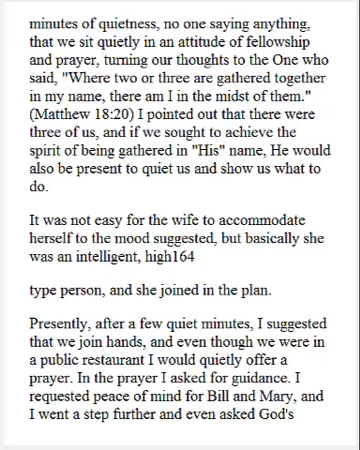 minutes of quietness, no one saying anything,
that we sit quietly in an attitude of fellowship
and prayer, turning our thoughts to the One who
said, "Where two or three are gathered together
in my name, there am I in the midst of them."
(Matthew 18:20) I pointed out that there were
three of us, and if we sought to achieve the
spirit of being gathered in "His" name, He would
also be present to quiet us and show us what to
do.
It was not easy for the wife to accommodate
herself to the mood suggested, but basically she
was an intelligent, high164
type person, and she joined in the plan.
Presently, after a few quiet minutes, I suggested
that we join hands, and even though we were in
a public restaurant I would quietly offer a
prayer. In the prayer I asked for guidance. I
requested peace of mind for Bill and Mary, and
I went a step further and even asked God's